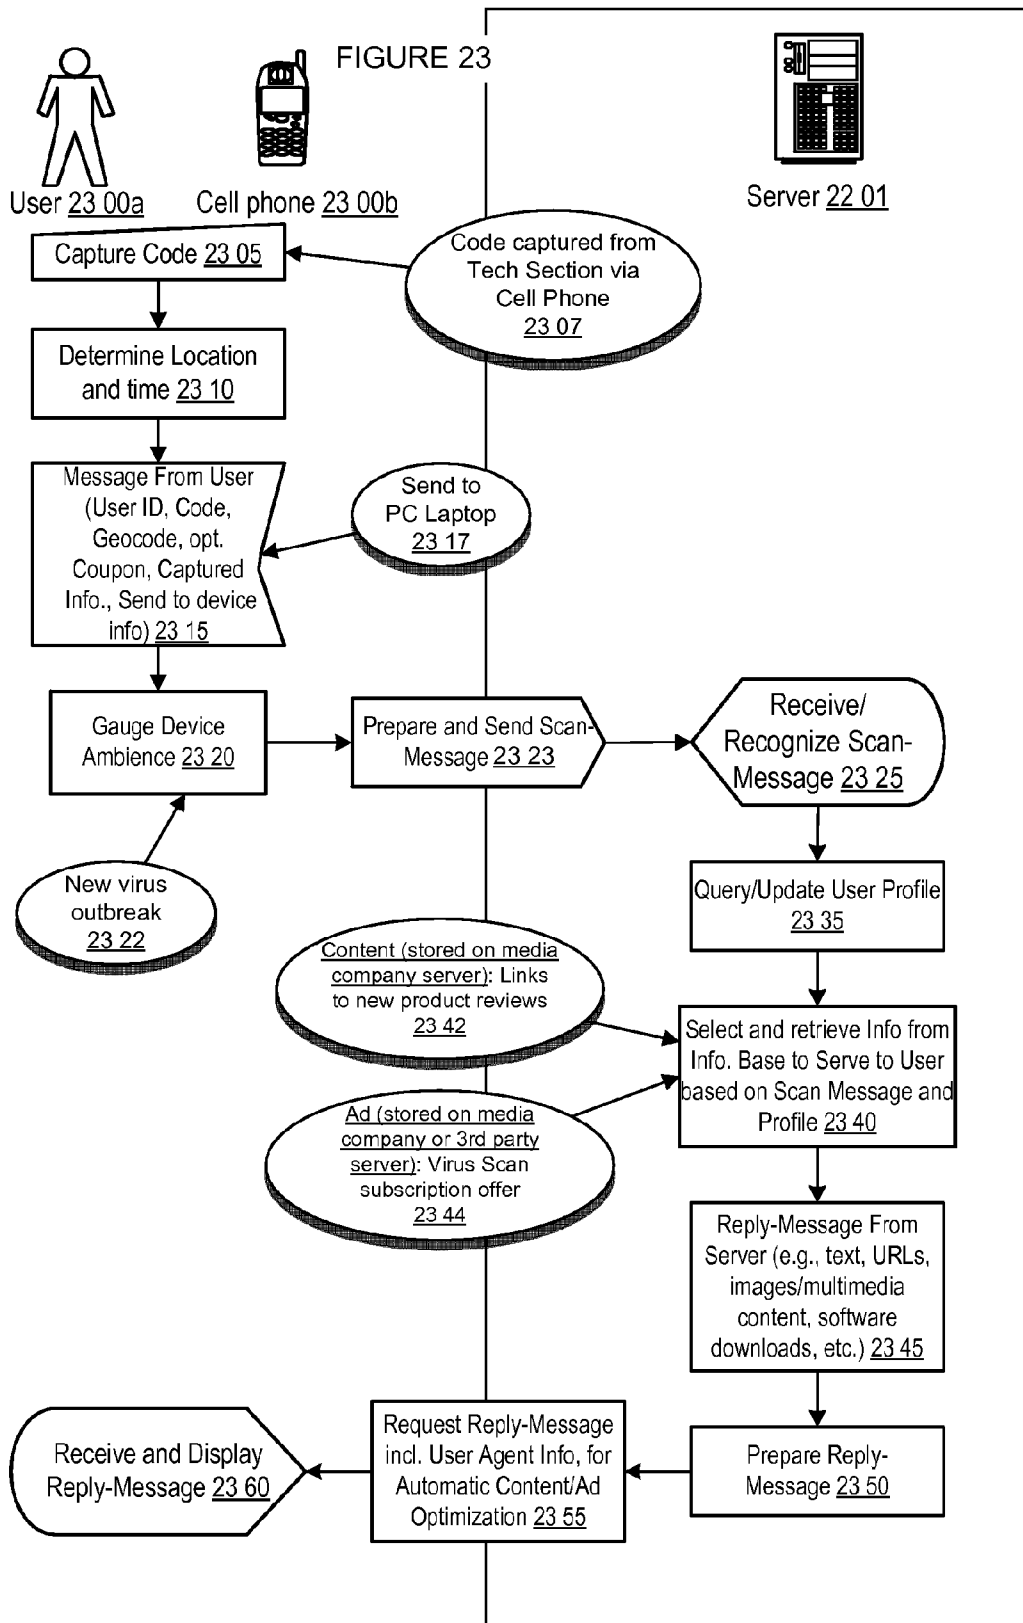 FIGURE 23
User 23 00a
Cell phone 23 00b
Server 22 01
Capture Code 23 05
Code captured from
Tech Section via
Cell Phone
23 07
Determine Location
and time 23 10
Message From User
(User ID, Code,
Geocode, opt.
Coupon, Captured
Info., Send to device
info) 23 15
Send to
PC Laptop
23 17
Gauge Device
Ambience 23 20
Prepare and Send Scan-
Message 23 23
Receive/
Recognize Scan-
Message 23 25
New virus
outbreak
23 22
Query/Update User Profile
23 35
Content (stored on media
company server): Links
to new product reviews
23 42
Select and retrieve Info from
Info. Base to Serve to User
based on Scan Message and
Profile 23 40
Ad (stored on media
company or 3rd party
server): Virus Scan
subscription offer
23 44
Reply-Message From
Server (e.g., text, URLs,
images/multimedia
content, software
downloads, etc.) 23 45
Prepare Reply-
Message 23 50
Request Reply-Message
incl. User Agent Info, for
Automatic Content/Ad
Optimization 23 55
Receive and Display
Reply-Message 23 60